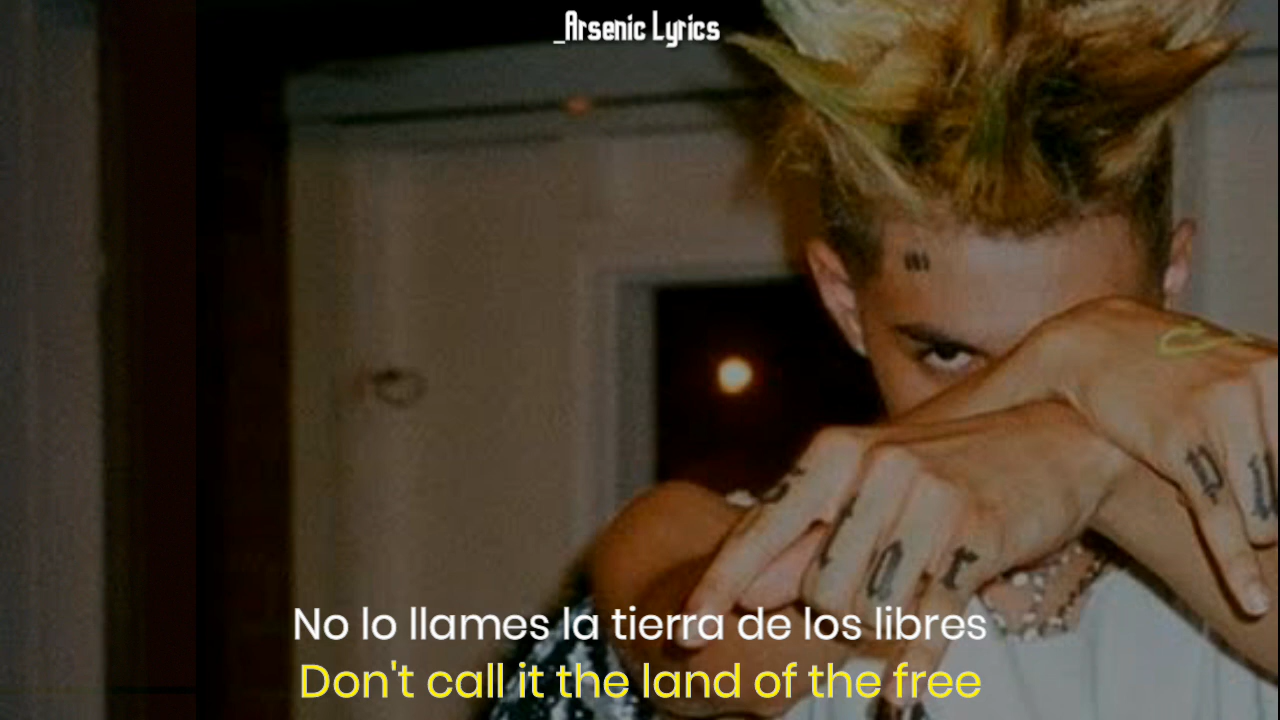 _Arsenic Lyrics
No lo llames la tierra de los libres
Don't call it the land of the free